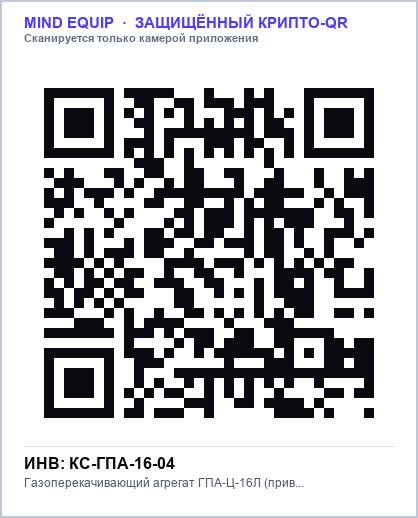 MIND EQUIP · ЗАЩИЩЁННЫЙ КРИПТО-QR
Сканируется только камерой приложения
ИНВ: КС-ГПА-16-04
Газоперекачивающий агрегат ГПА-Ц-16Л (прив...